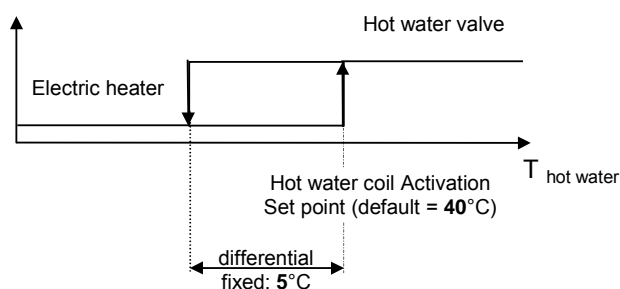 Hot water valve
Electric heater
T hot water
Hot water coil Activation
Set point (default = 40°C)
differential
fixed: 5°C